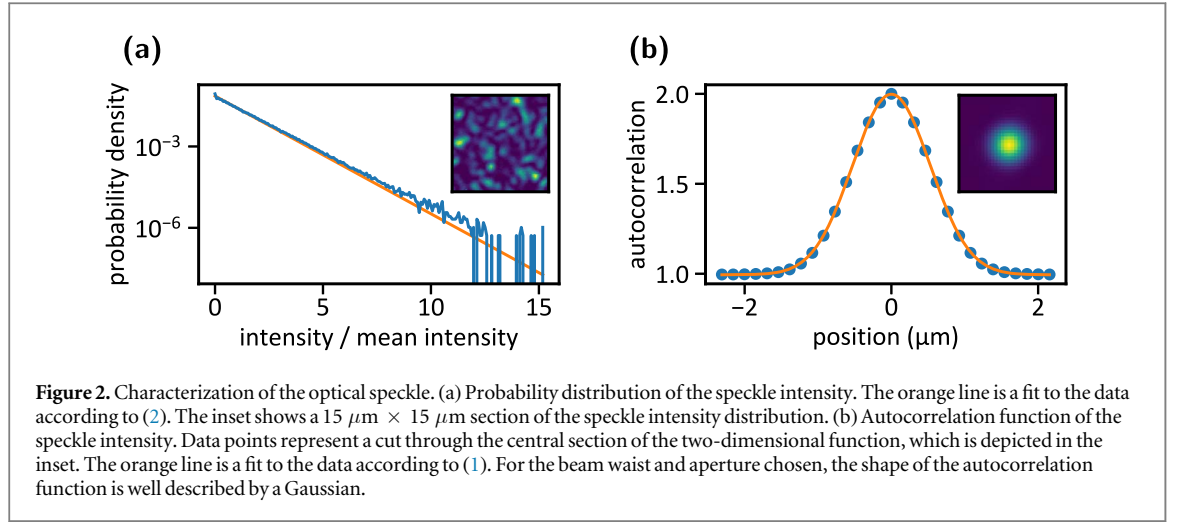 (a)
(b)
probability density
10⁻³
10⁻⁶
0
5
10
15
intensity / mean intensity
autocorrelation
2.0
1.5
1.0
−2
0
2
position (μm)
Figure 2. Characterization of the optical speckle. (a) Probability distribution of the speckle intensity. The orange line is a fit to the data
according to (2). The inset shows a 15 μm × 15 μm section of the speckle intensity distribution. (b) Autocorrelation function of the
speckle intensity. Data points represent a cut through the central section of the two-dimensional function, which is depicted in the
inset. The orange line is a fit to the data according to (1). For the beam waist and aperture chosen, the shape of the autocorrelation
function is well described by a Gaussian.